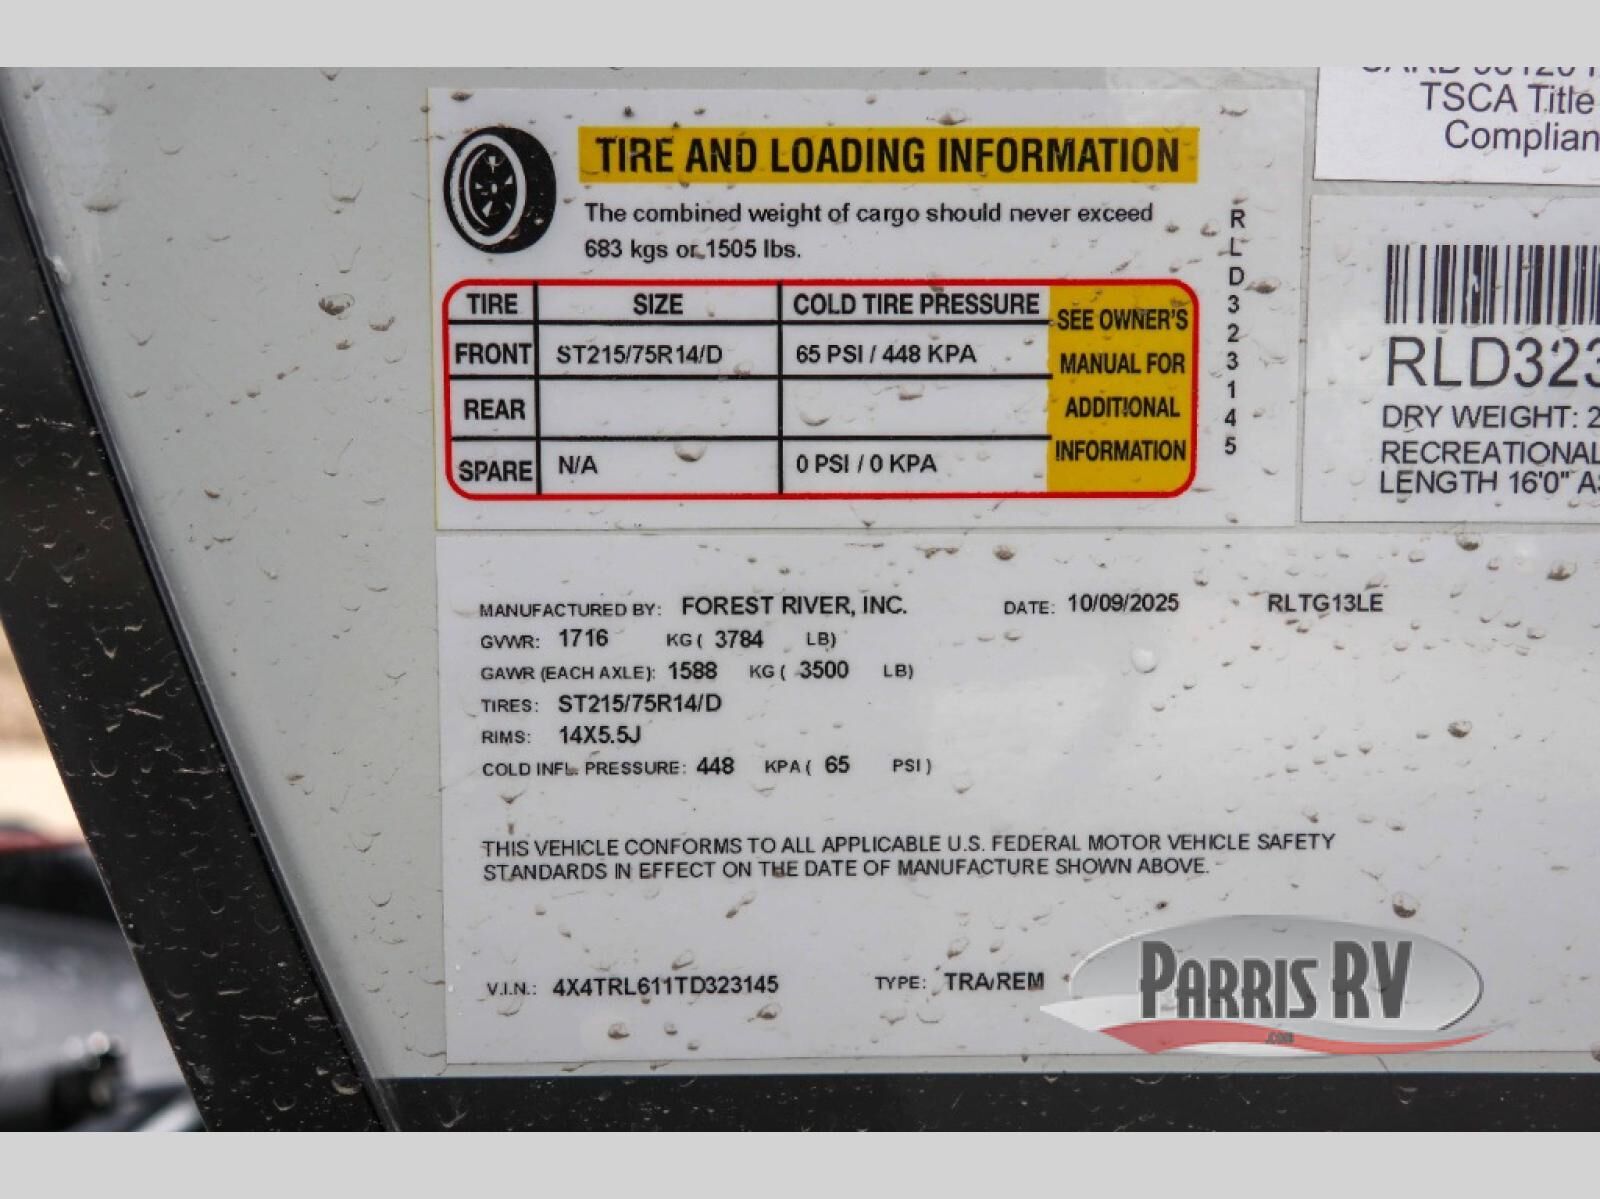 TIRE AND LOADING INFORMATION
The combined weight of cargo should never exceed
683 kgs or 1505 lbs.
TIRE SIZE COLD TIRE PRESSURE
FRONT ST215/75R14/D 65 PSI / 448 KPA
REAR
SPARE N/A 0 PSI / 0 KPA
SEE OWNER'S
MANUAL FOR
ADDITIONAL
INFORMATION
RLD323145
TSCA Title
Complian
RLD323
DRY WEIGHT: 2
RECREATIONAL
LENGTH 16'0" A
MANUFACTURED BY: FOREST RIVER, INC. DATE: 10/09/2025 RLTG13LE
GVWR: 1716 KG ( 3784 LB)
GAWR (EACH AXLE): 1588 KG ( 3500 LB)
TIRES: ST215/75R14/D
RIMS: 14X5.5J
COLD INFL. PRESSURE: 448 KPA ( 65 PSI )
THIS VEHICLE CONFORMS TO ALL APPLICABLE U.S. FEDERAL MOTOR VEHICLE SAFETY
STANDARDS IN EFFECT ON THE DATE OF MANUFACTURE SHOWN ABOVE.
V.I.N.: 4X4TRL611TD323145 TYPE: TRA/REM
PARRIS RV
.com